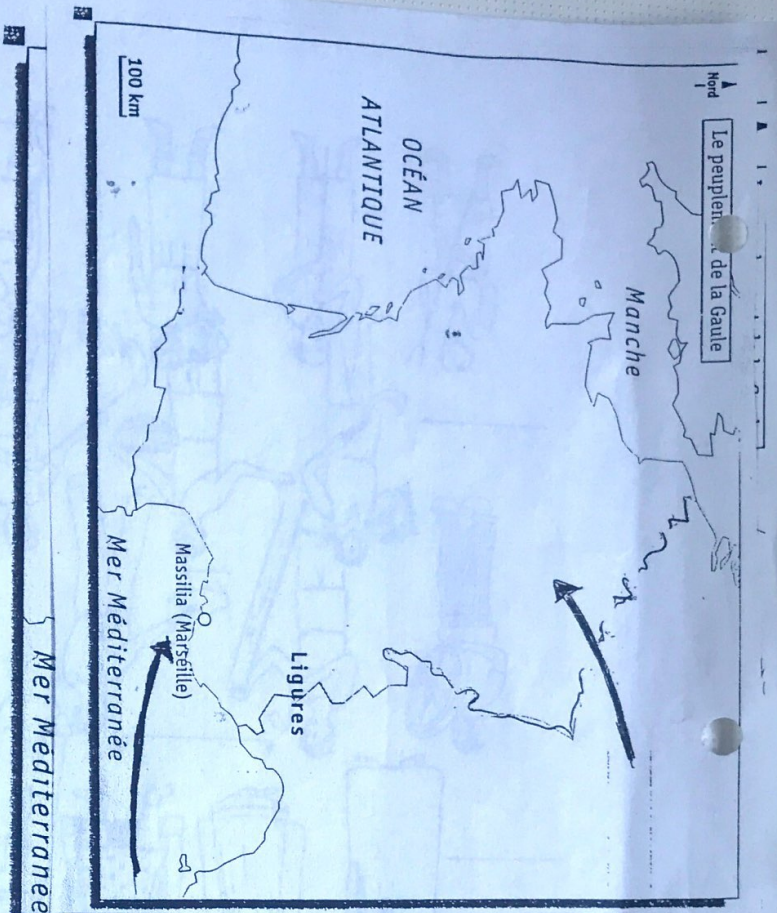 Nord
Le peuplem t de la Gaule
Manche
OCÉAN
ATLANTIQUE
100 km
Ligures
Massilia (Marseille)
Mer Méditerranée
Mer Méditerranée